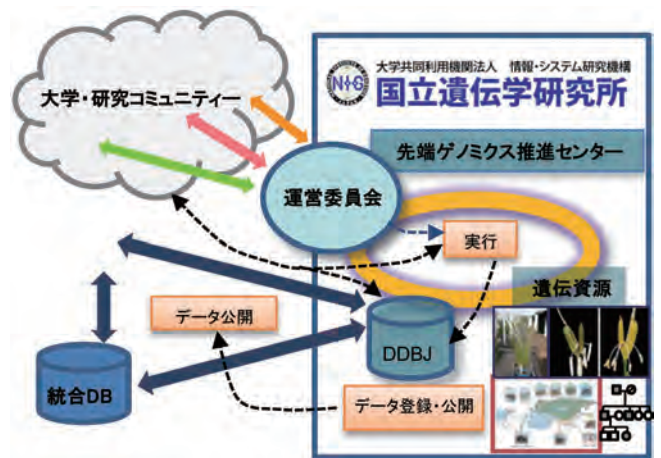 大学・研究コミュニティー
大学共同利用機関法人 情報・システム研究機構
NIG
国立遺伝学研究所
先端ゲノミクス推進センター
運営委員会
実行
遺伝資源
データ公開
DDBJ
統合DB
データ登録・公開